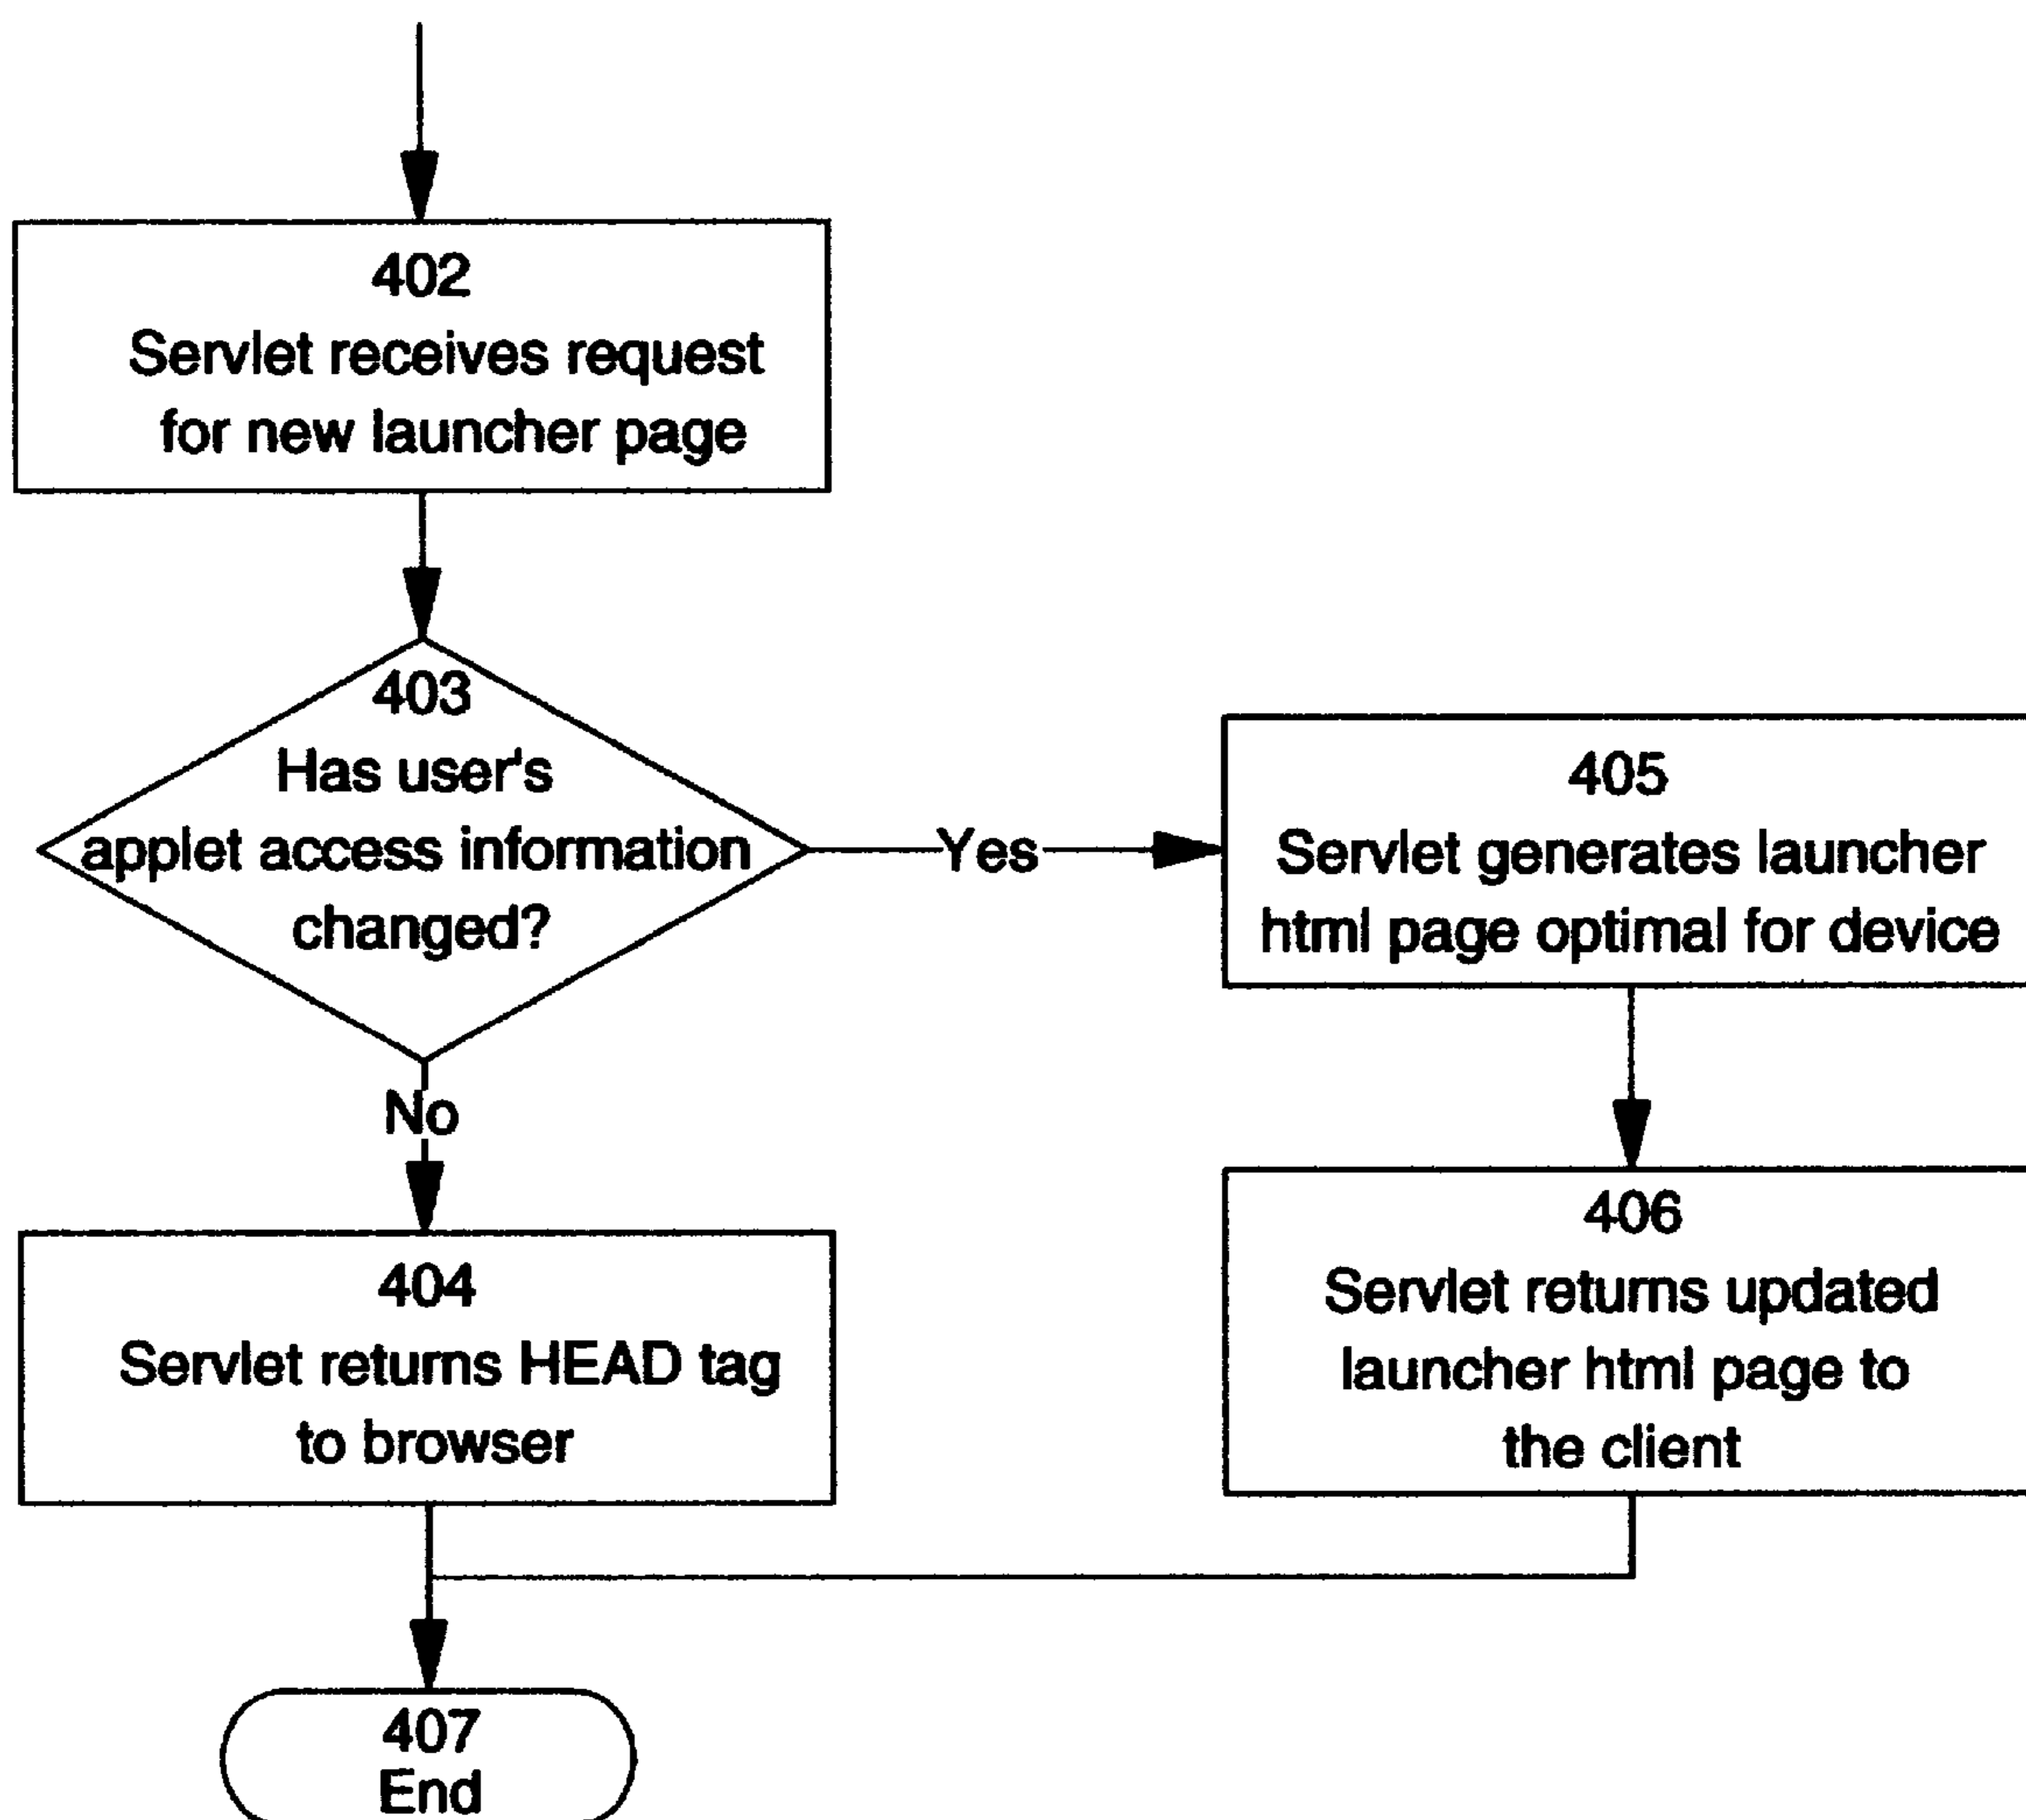 402
Servlet receives request
for new launcher page
403
Has user's
applet access information
changed?
Yes
405
Servlet generates launcher
html page optimal for device
No
404
Servlet returns HEAD tag
to browser
406
Servlet returns updated
launcher html page to
the client
407
End